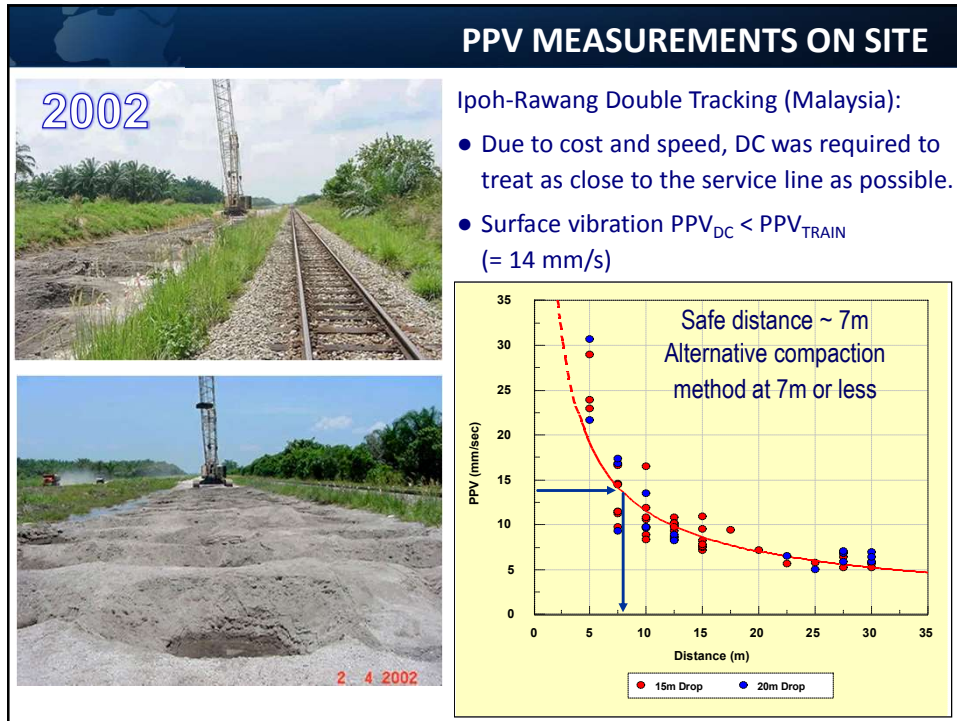 PPV MEASUREMENTS ON SITE
2002
Ipoh-Rawang Double Tracking (Malaysia):
● Due to cost and speed, DC was required to
treat as close to the service line as possible.
● Surface vibration PPV_DC < PPV_TRAIN
(= 14 mm/s)
Safe distance ~ 7m
Alternative compaction
method at 7m or less
PPV (mm/sec)
35
30
25
20
15
10
5
0
0 5 10 15 20 25 30 35
Distance (m)
15m Drop 20m Drop
2 4 2002